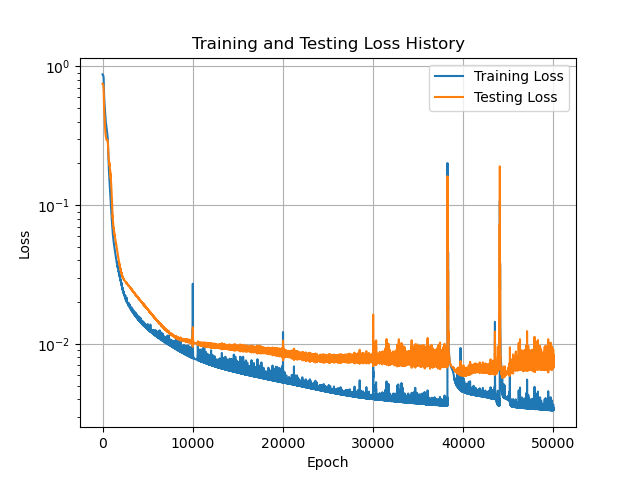 Training and Testing Loss History
Training Loss
Testing Loss
10⁰
10⁻¹
10⁻²
Loss
0 10000 20000 30000 40000 50000
Epoch